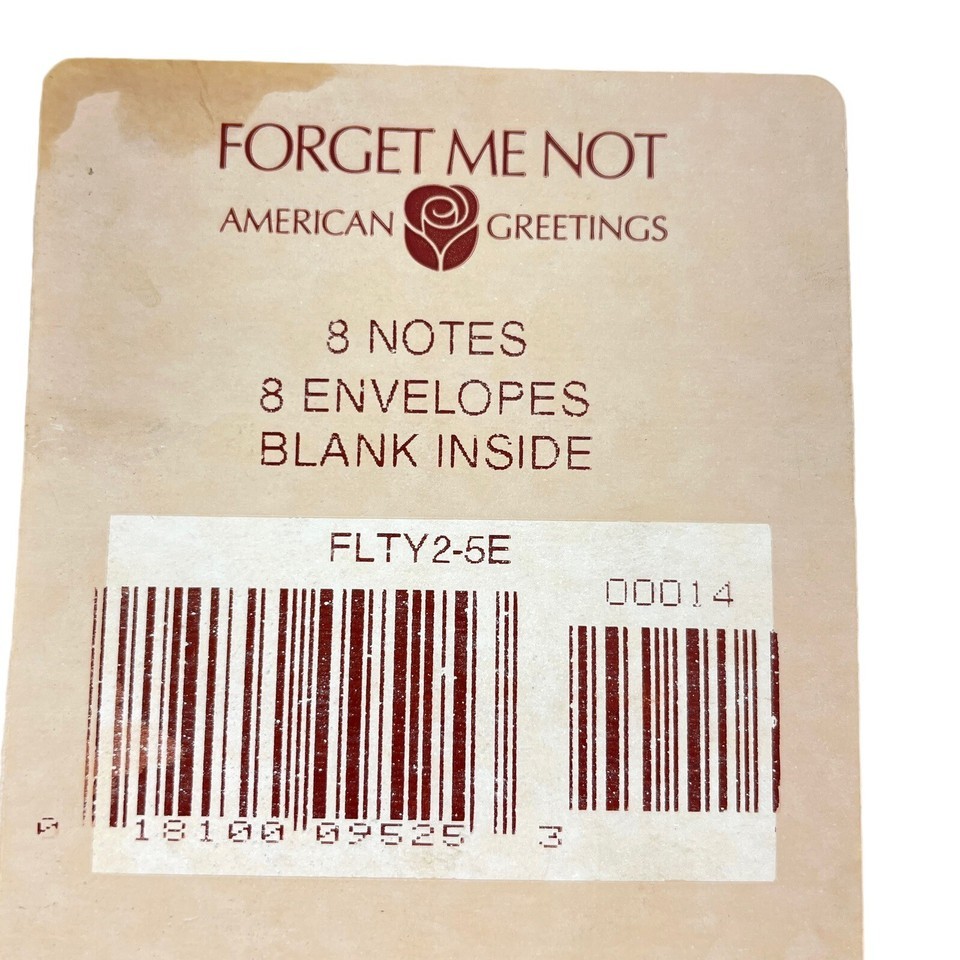 FORGET ME NOT
AMERICAN GREETINGS
8 NOTES
8 ENVELOPES
BLANK INSIDE
FLTY2-5E
00014
0 18100 09525 3